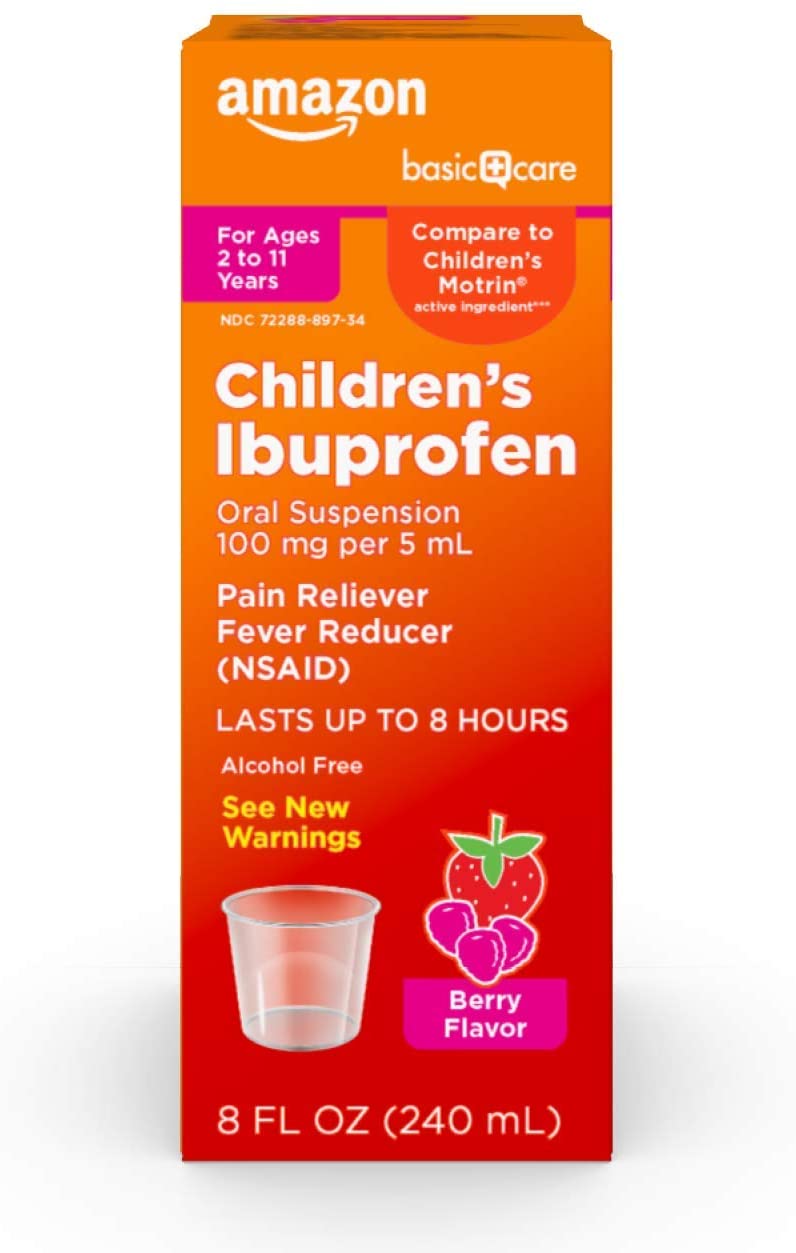 amazon
basic care
For Ages
2 to 11
Years
Compare to
Children's
Motrin®
active ingredient***
NDC 72288-897-34
Children's
Ibuprofen
Oral Suspension
100 mg per 5 mL
Pain Reliever
Fever Reducer
(NSAID)
LASTS UP TO 8 HOURS
Alcohol Free
See New
Warnings
Berry
Flavor
8 FL OZ (240 mL)